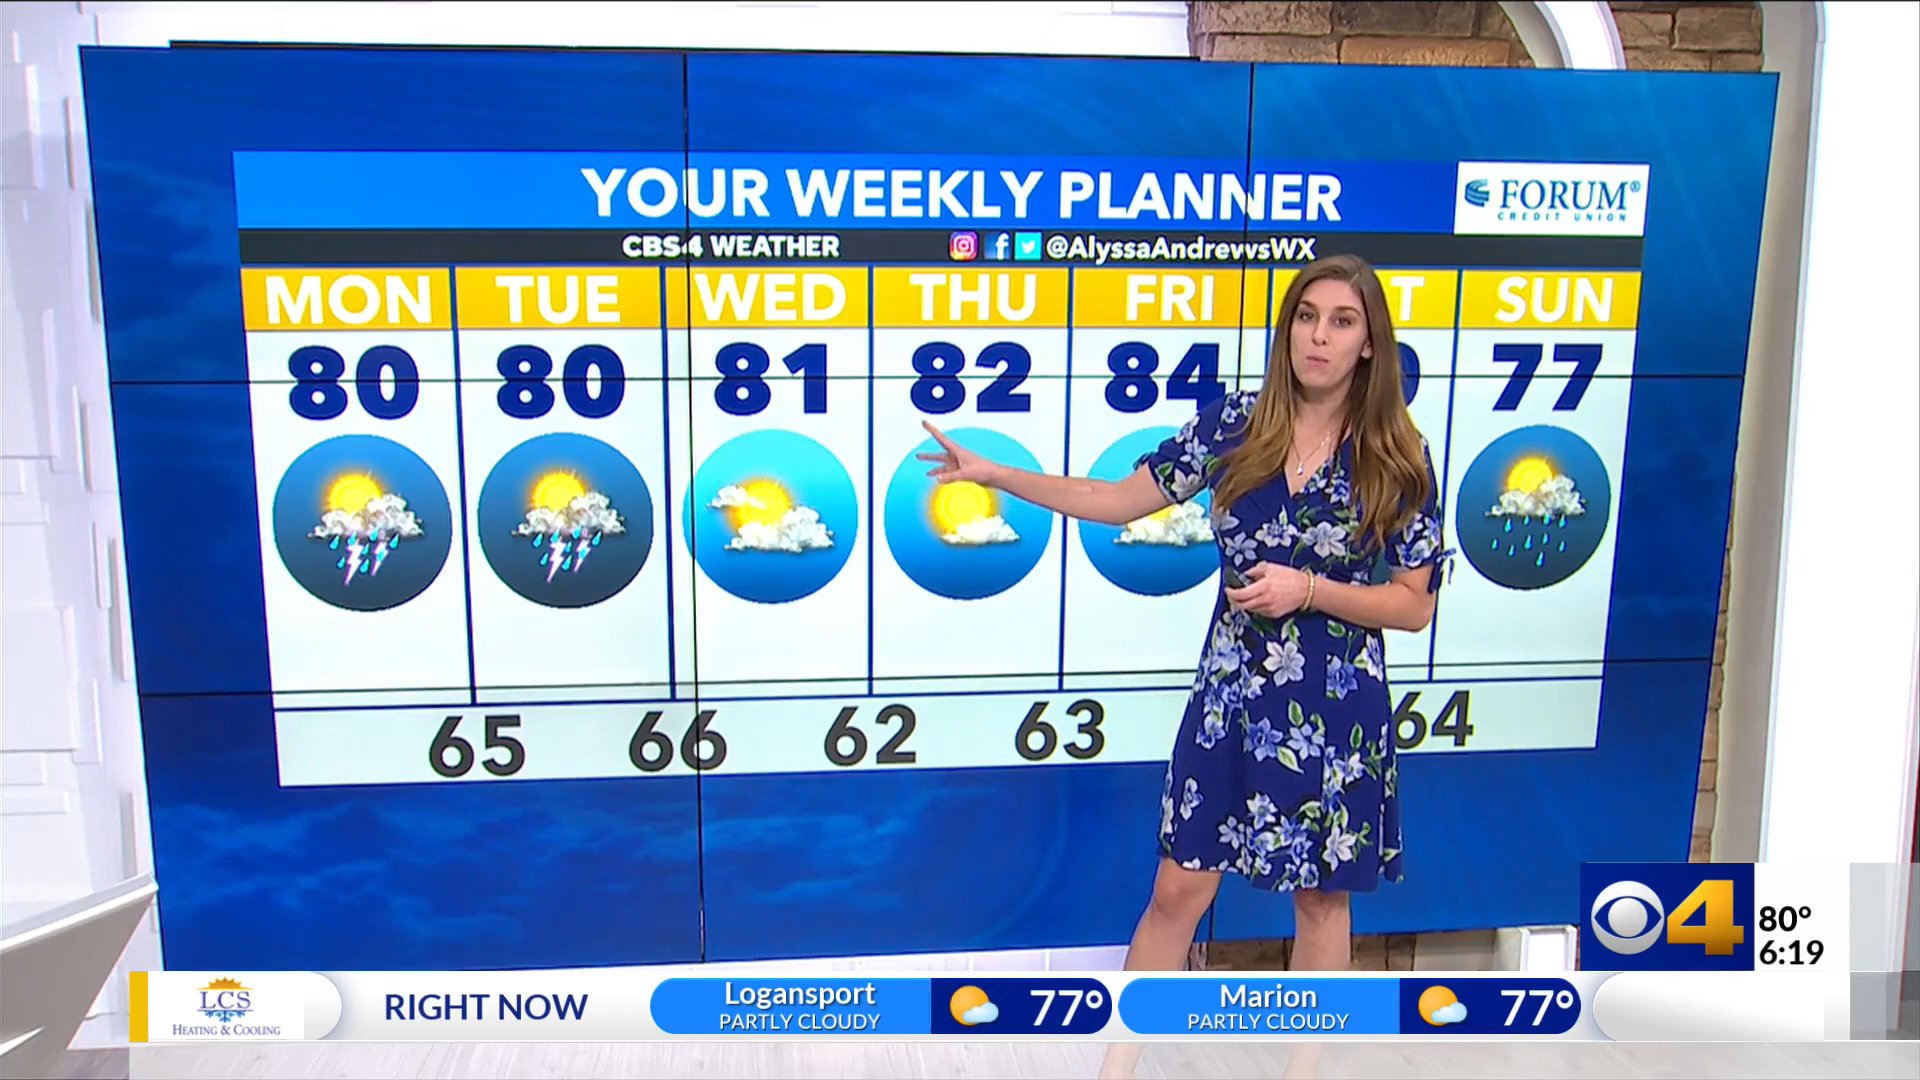 YOUR WEEKLY PLANNER
FORUM®
CREDIT UNION
CBS4 WEATHER
@AlyssaAndrewsWX
MON TUE WED THU FRI T SUN
80 80 81 82 84 77
65 66 62 63 64
4
80°
6:19
LCS
HEATING & COOLING
RIGHT NOW
Logansport
PARTLY CLOUDY
77°
Marion
PARTLY CLOUDY
77°